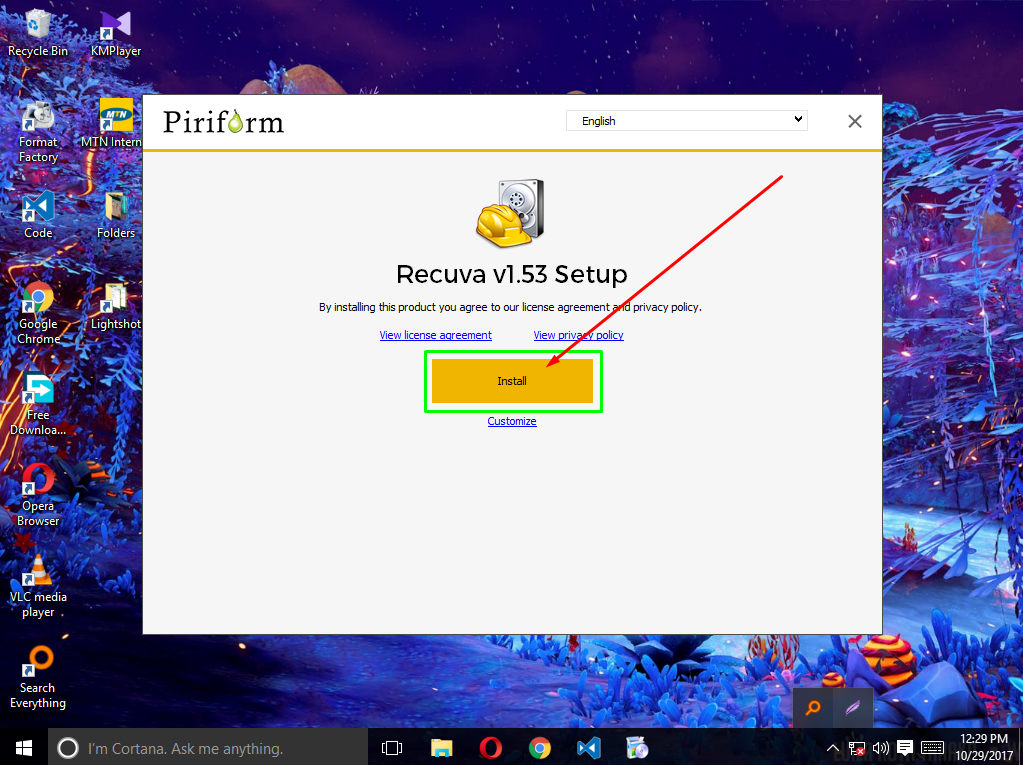 Recycle Bin
KMPlayer
Format
Factory
MTN
MTN Intern
Code
Folders
Google
Chrome
Lightshot
Free
Downloa...
Opera
Browser
VLC media
player
Search
Everything
Piriform
English
Recuva v1.53 Setup
By installing this product you agree to our license agreement and privacy policy.
View license agreement
View privacy policy
Install
Customize
I'm Cortana. Ask me anything.
12:29 PM
10/29/2017